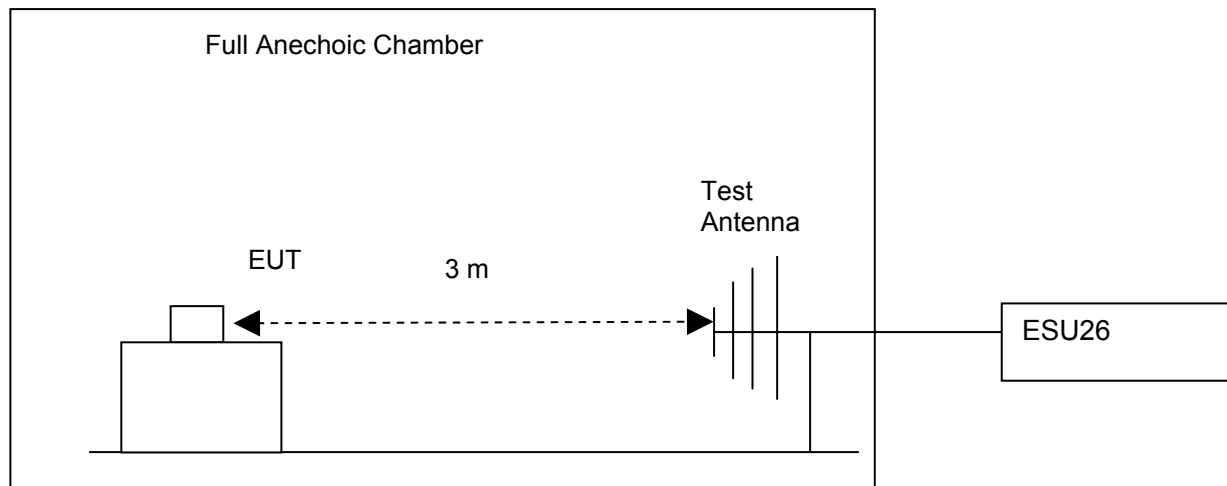 Full Anechoic Chamber
Test
Antenna
EUT
3 m
ESU26